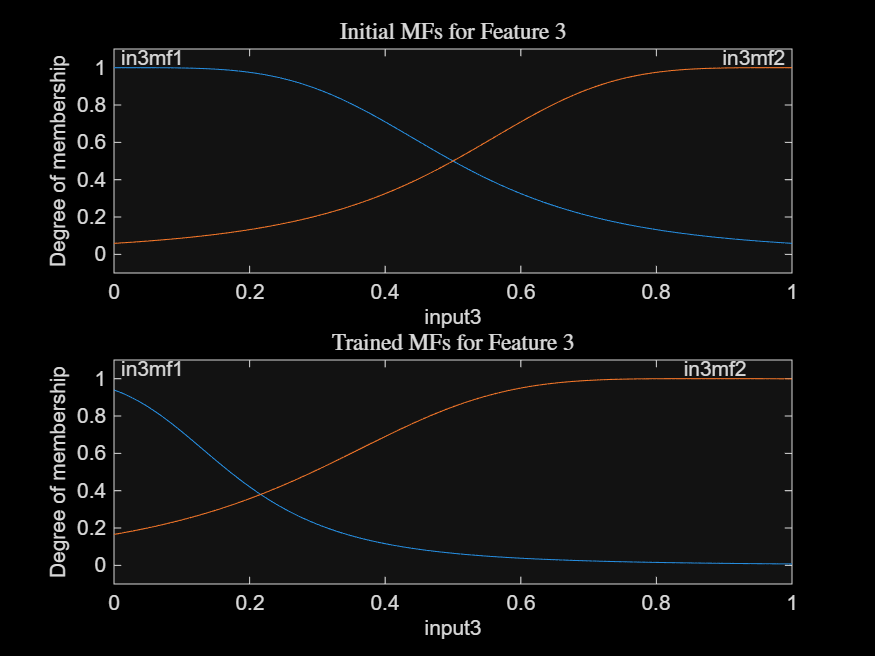 Initial MFs for Feature 3
in3mf1
in3mf2
Degree of membership
1
0.8
0.6
0.4
0.2
0
0 0.2 0.4 0.6 0.8 1
input3
Trained MFs for Feature 3
in3mf1
in3mf2
Degree of membership
1
0.8
0.6
0.4
0.2
0
0 0.2 0.4 0.6 0.8 1
input3